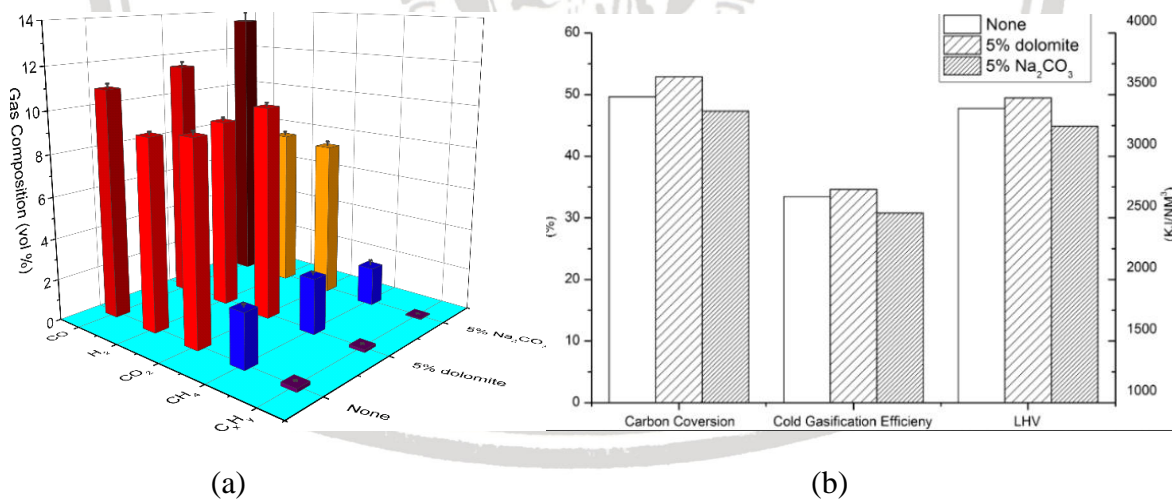 Gas Composition (vol %)
14
12
10
8
6
4
2
0
CO
H₂
CO₂
CH₄
CₓHᵧ
None
5% dolomite
5% Na₂CO₃
(a)
None
5% dolomite
5% Na₂CO₃
60
50
40
30
20
10
0
(%)
4000
3500
3000
2500
2000
1500
1000
(KJ/NM³)
Carbon Coversion
Cold Gasification Efficieny
LHV
(b)